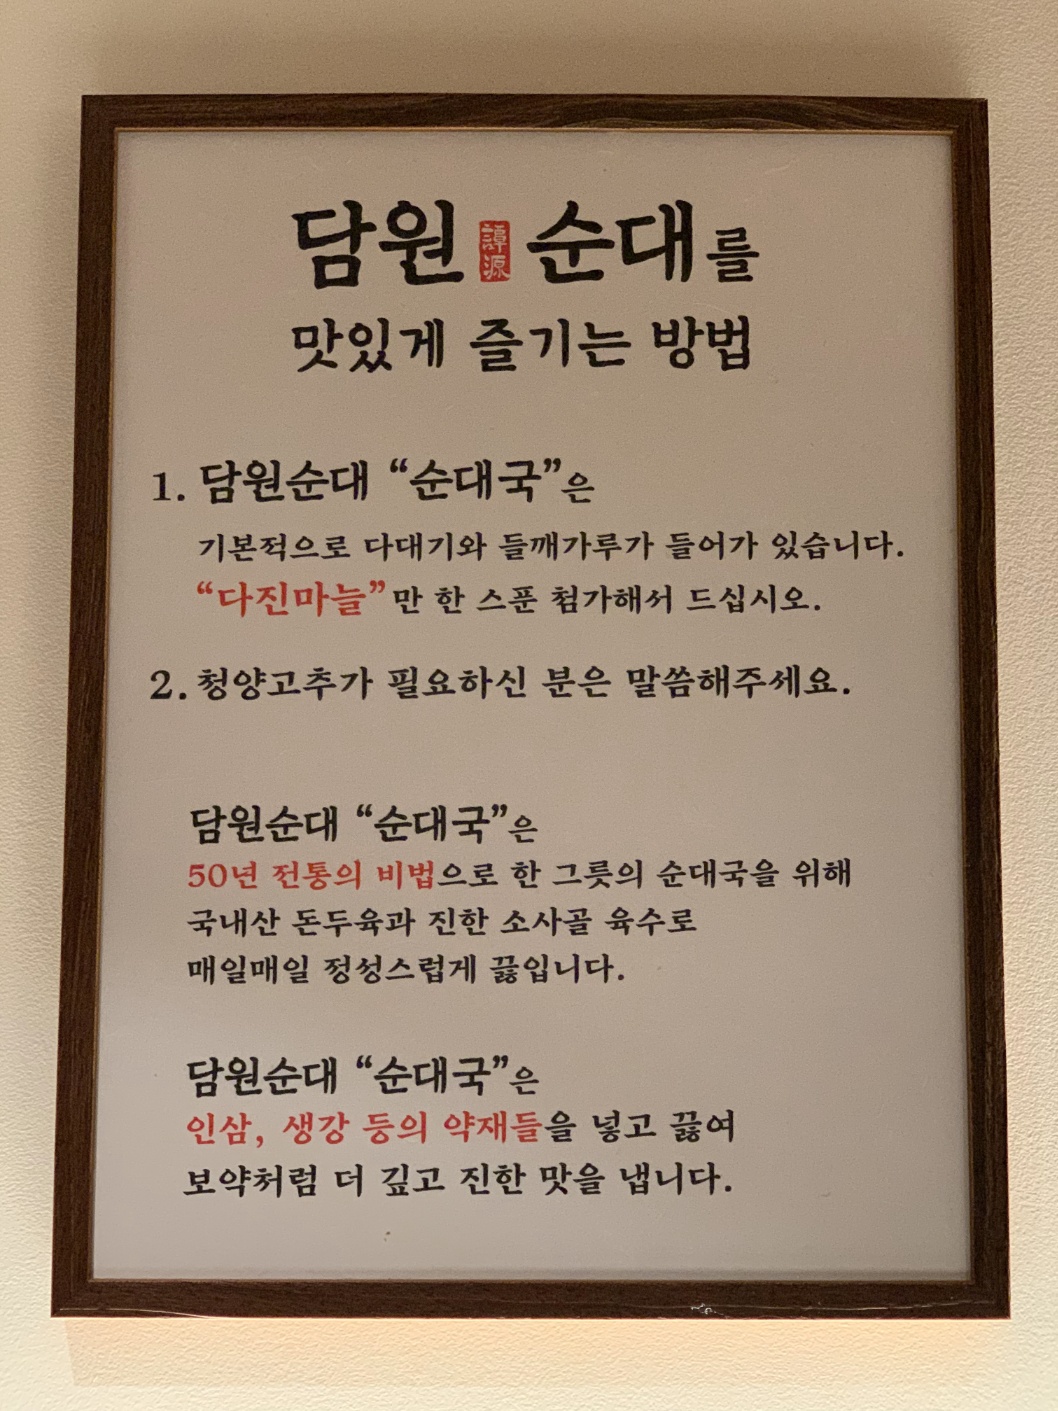 담원 譚源 순대를
맛있게 즐기는 방법
1. 담원순대 “순대국”은
기본적으로 다대기와 들깨가루가 들어가 있습니다.
“다진마늘”만 한 스푼 첨가해서 드십시오.
2. 청양고추가 필요하신 분은 말씀해주세요.
담원순대 “순대국”은
50년 전통의 비법으로 한 그릇의 순대국을 위해
국내산 돈두육과 진한 소사골 육수로
매일매일 정성스럽게 끓입니다.
담원순대 “순대국”은
인삼, 생강 등의 약재들을 넣고 끓여
보약처럼 더 깊고 진한 맛을 냅니다.